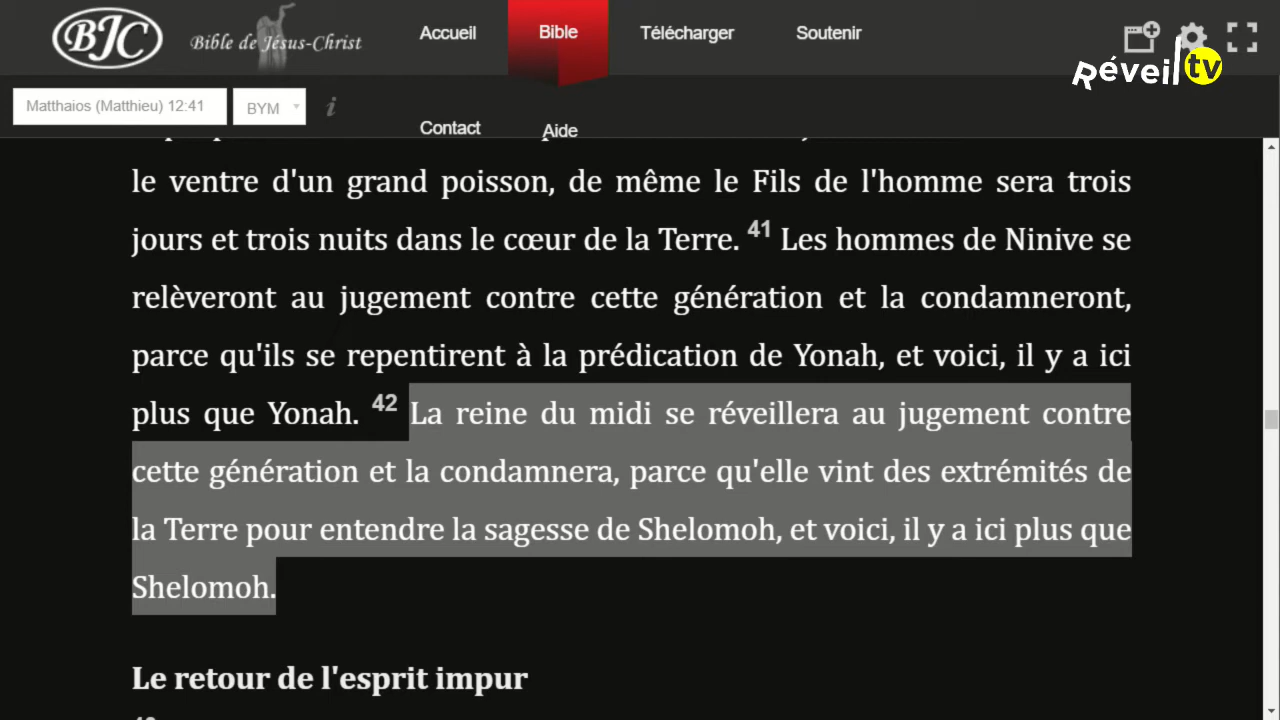 BJC
Bible de Jésus-Christ
Accueil
Bible
Télécharger
Soutenir
Réveil tv
Matthaios (Matthieu) 12:41
BYM
i
Contact
Aide
le ventre d'un grand poisson, de même le Fils de l'homme sera trois
jours et trois nuits dans le cœur de la Terre. 41 Les hommes de Ninive se
relèveront au jugement contre cette génération et la condamneront,
parce qu'ils se repentirent à la prédication de Yonah, et voici, il y a ici
plus que Yonah. 42 La reine du midi se réveillera au jugement contre
cette génération et la condamnera, parce qu'elle vint des extrémités de
la Terre pour entendre la sagesse de Shelomoh, et voici, il y a ici plus que
Shelomoh.
Le retour de l'esprit impur